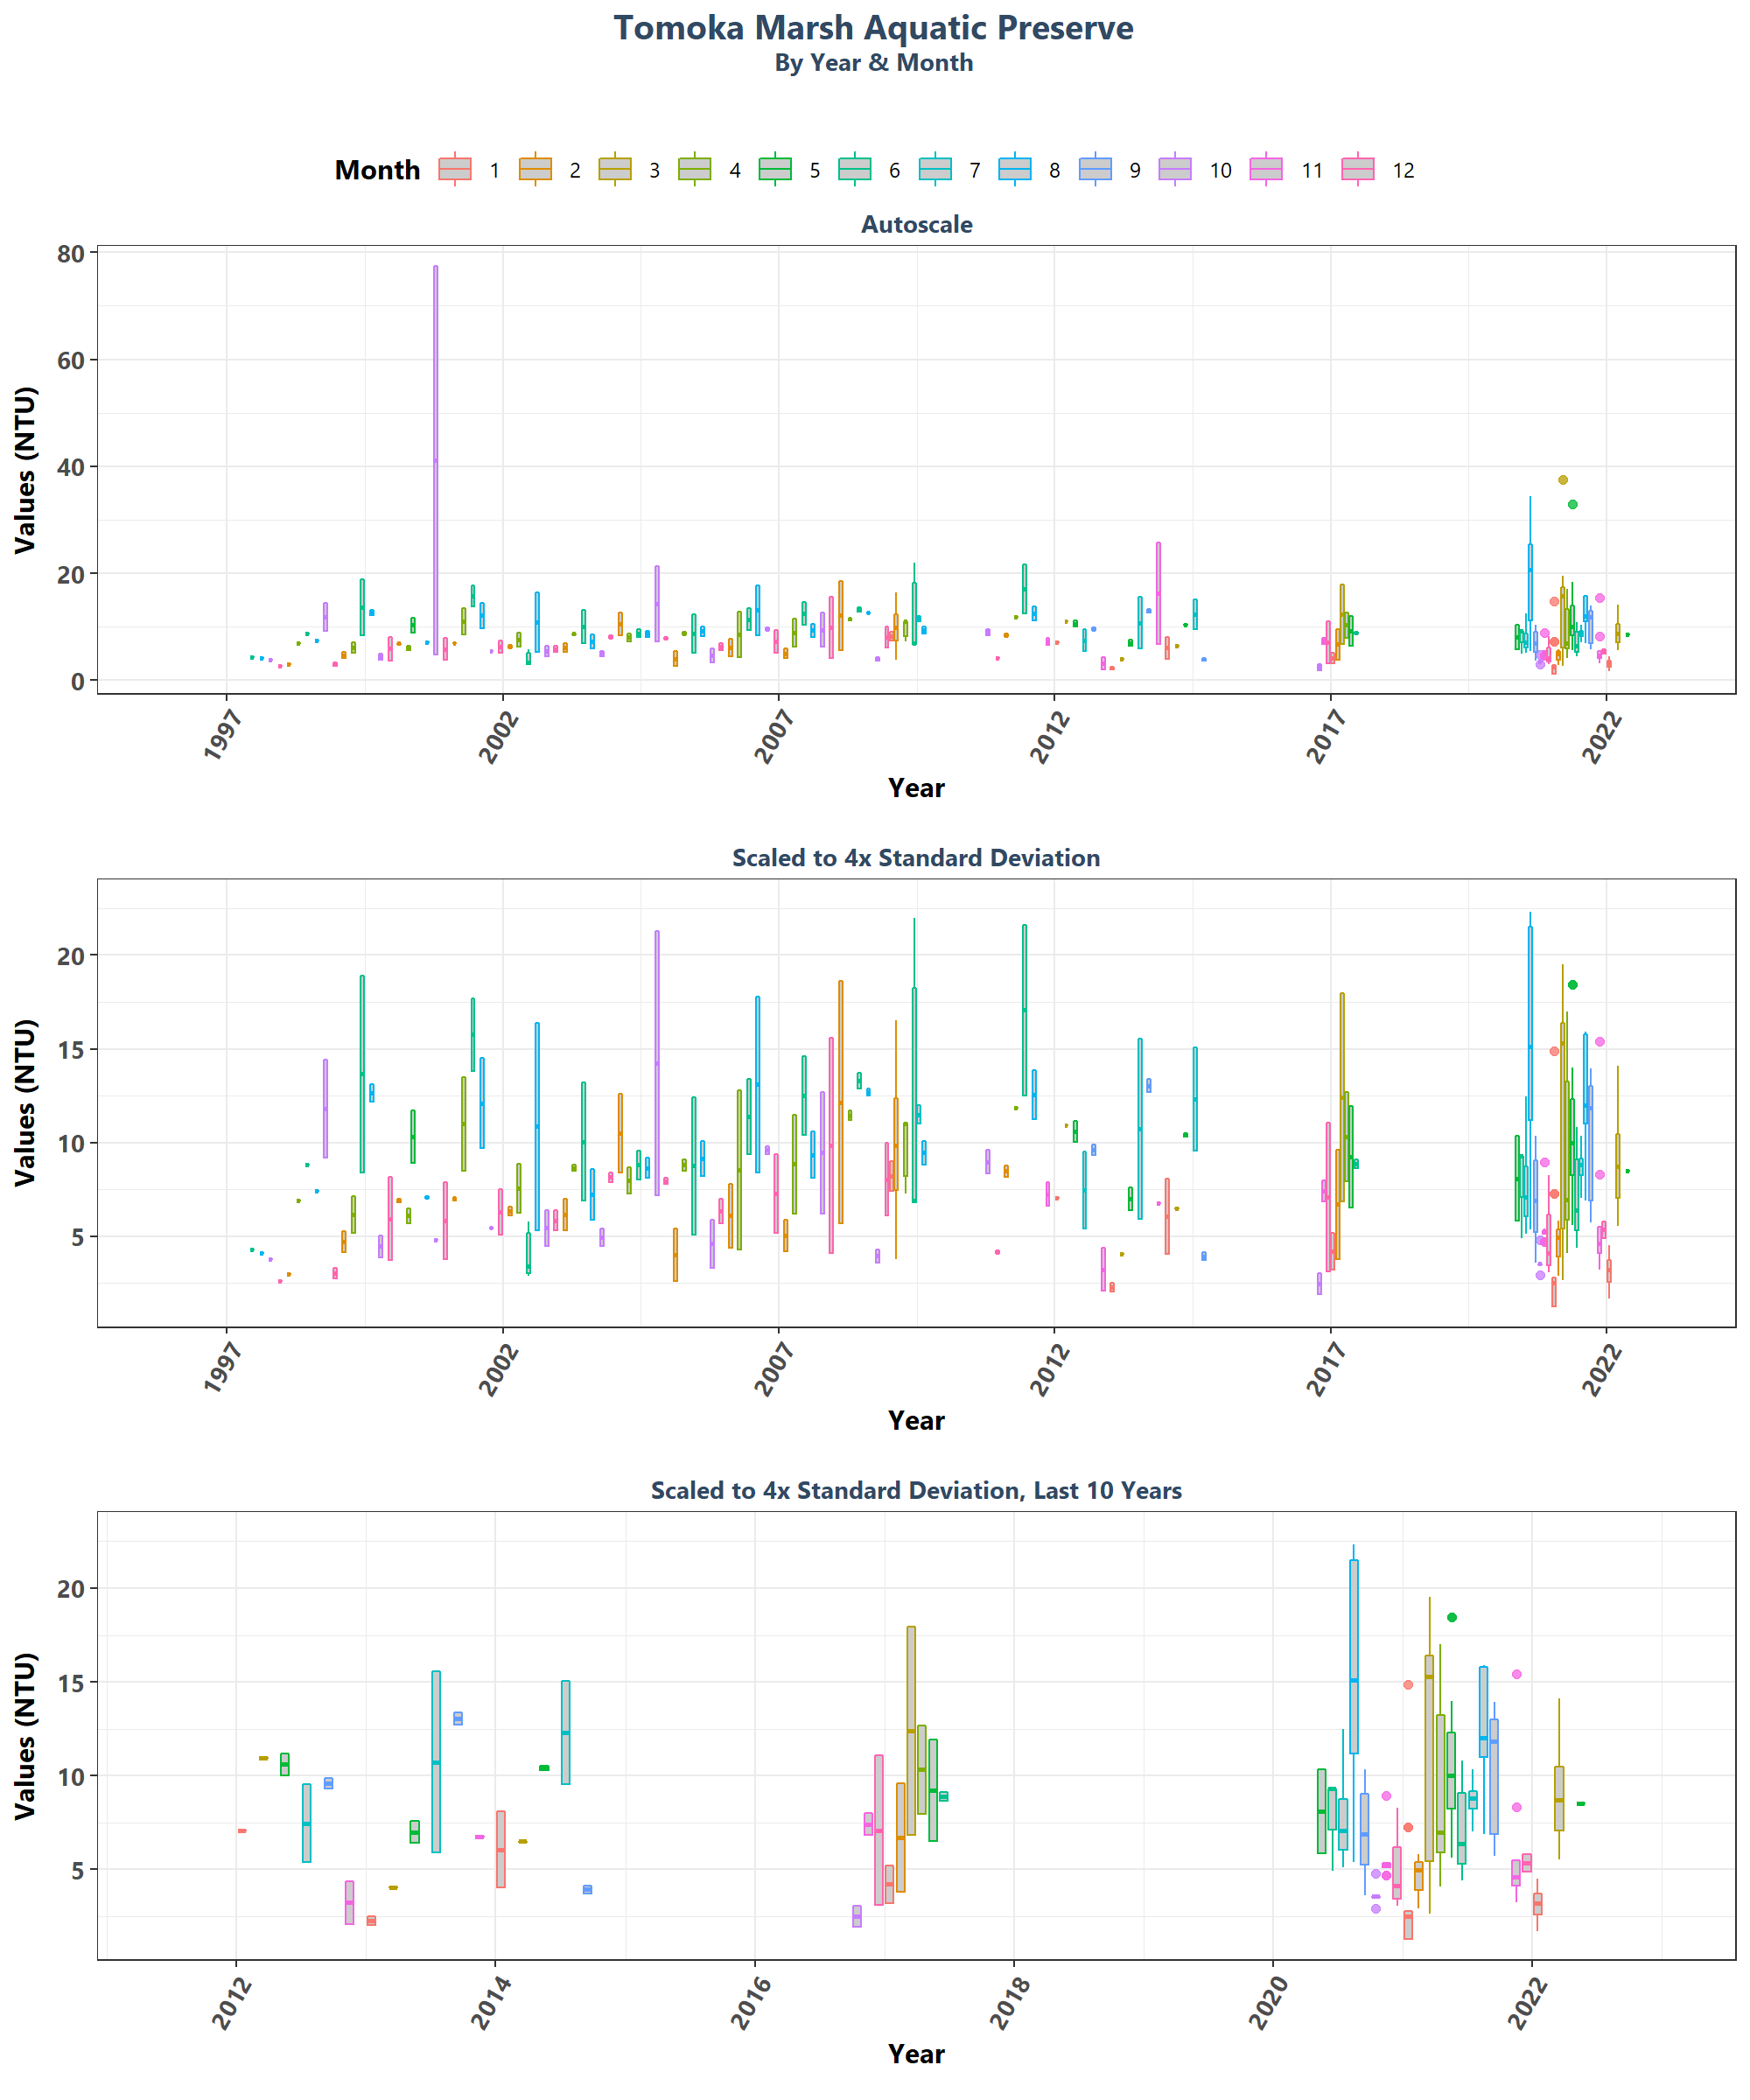 Tomoka Marsh Aquatic Preserve
By Year & Month
Month 1 2 3 4 5 6 7 8 9 10 11 12
Autoscale
Values (NTU)
80
60
40
20
0
1997 2002 2007 2012 2017 2022
Year
Scaled to 4x Standard Deviation
Values (NTU)
20
15
10
5
1997 2002 2007 2012 2017 2022
Year
Scaled to 4x Standard Deviation, Last 10 Years
Values (NTU)
20
15
10
5
2012 2014 2016 2018 2020 2022
Year